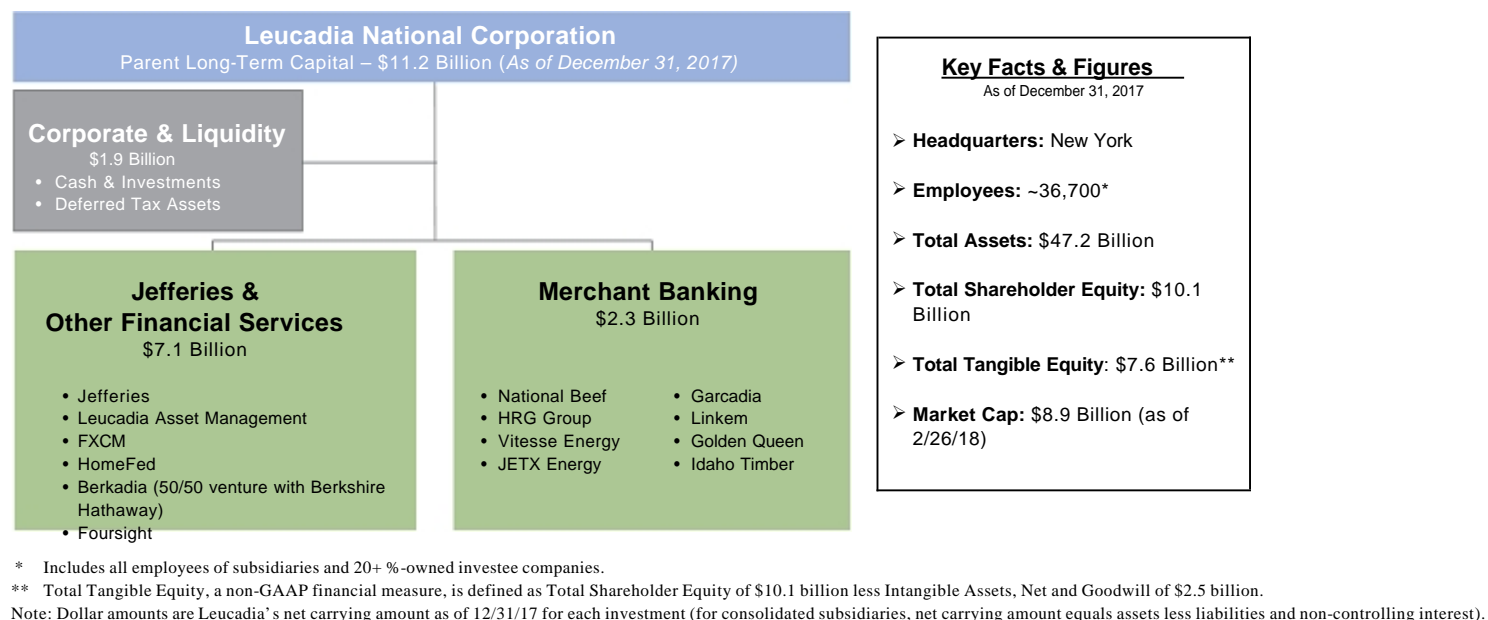 Leucadia National Corporation
Parent Long-Term Capital – $11.2 Billion (As of December 31, 2017)
Corporate & Liquidity
$1.9 Billion
• Cash & Investments
• Deferred Tax Assets
Jefferies &
Other Financial Services
$7.1 Billion
• Jefferies
• Leucadia Asset Management
• FXCM
• HomeFed
• Berkadia (50/50 venture with Berkshire
Hathaway)
• Foursight
Merchant Banking
$2.3 Billion
• National Beef
• HRG Group
• Vitesse Energy
• JETX Energy
• Garcadia
• Linkem
• Golden Queen
• Idaho Timber
Key Facts & Figures
As of December 31, 2017
➢ Headquarters: New York
➢ Employees: ~36,700*
➢ Total Assets: $47.2 Billion
➢ Total Shareholder Equity: $10.1
Billion
➢ Total Tangible Equity: $7.6 Billion**
➢ Market Cap: $8.9 Billion (as of
2/26/18)
* Includes all employees of subsidiaries and 20+ %-owned investee companies.
** Total Tangible Equity, a non-GAAP financial measure, is defined as Total Shareholder Equity of $10.1 billion less Intangible Assets, Net and Goodwill of $2.5 billion.
Note: Dollar amounts are Leucadia's net carrying amount as of 12/31/17 for each investment (for consolidated subsidiaries, net carrying amount equals assets less liabilities and non-controlling interest).